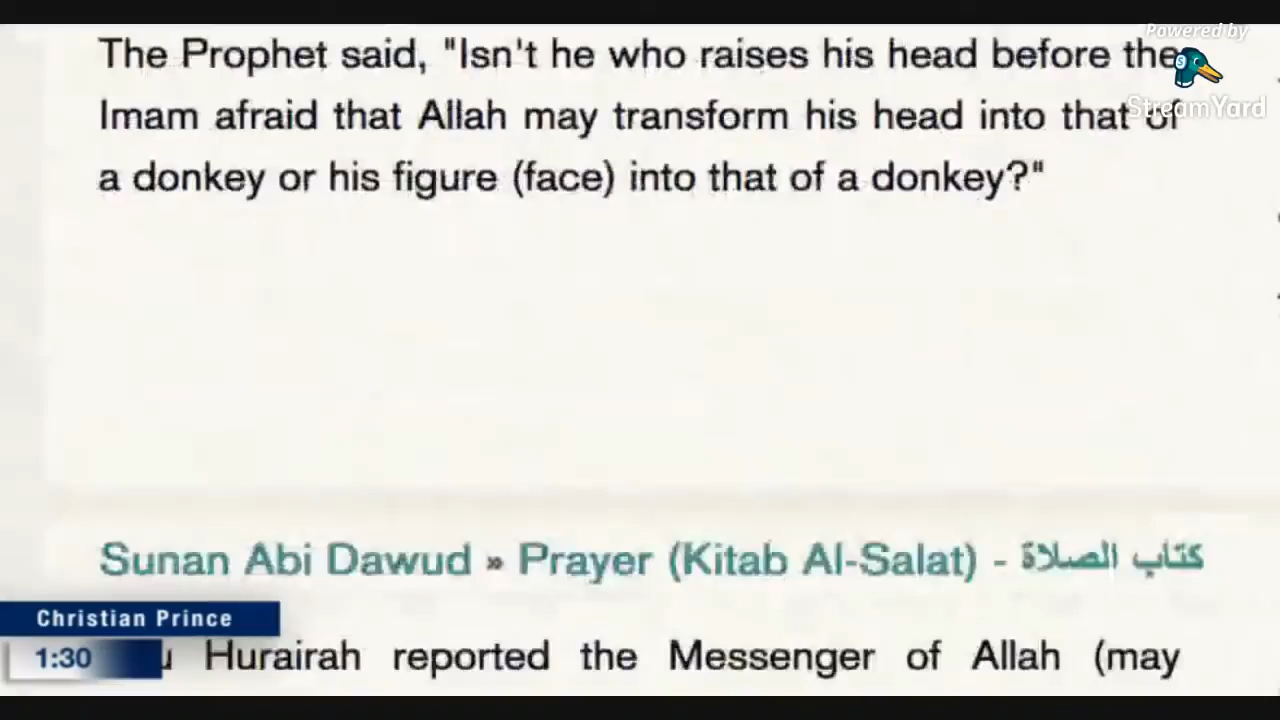 Powered by
StreamYard
The Prophet said, "Isn't he who raises his head before the
Imam afraid that Allah may transform his head into that of
a donkey or his figure (face) into that of a donkey?"
Sunan Abi Dawud » Prayer (Kitab Al-Salat) - كتاب الصلاة
Christian Prince
1:30
Hurairah reported the Messenger of Allah (may